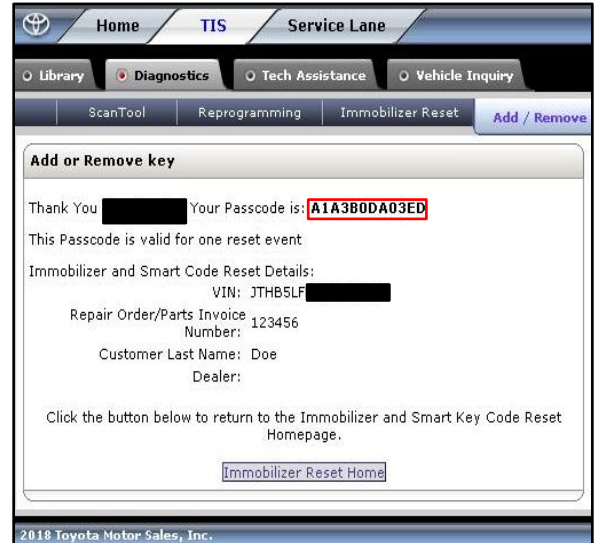 Home TIS Service Lane
Library Diagnostics Tech Assistance Vehicle Inquiry
ScanTool Reprogramming Immobilizer Reset Add / Remove
Add or Remove key
Thank You Your Passcode is: A1A3B0DA03ED
This Passcode is valid for one reset event
Immobilizer and Smart Code Reset Details:
VIN: JTHB5LF
Repair Order/Parts Invoice
Number: 123456
Customer Last Name: Doe
Dealer:
Click the button below to return to the Immobilizer and Smart Key Code Reset
Homepage.
Immobilizer Reset Home
2018 Toyota Motor Sales, Inc.